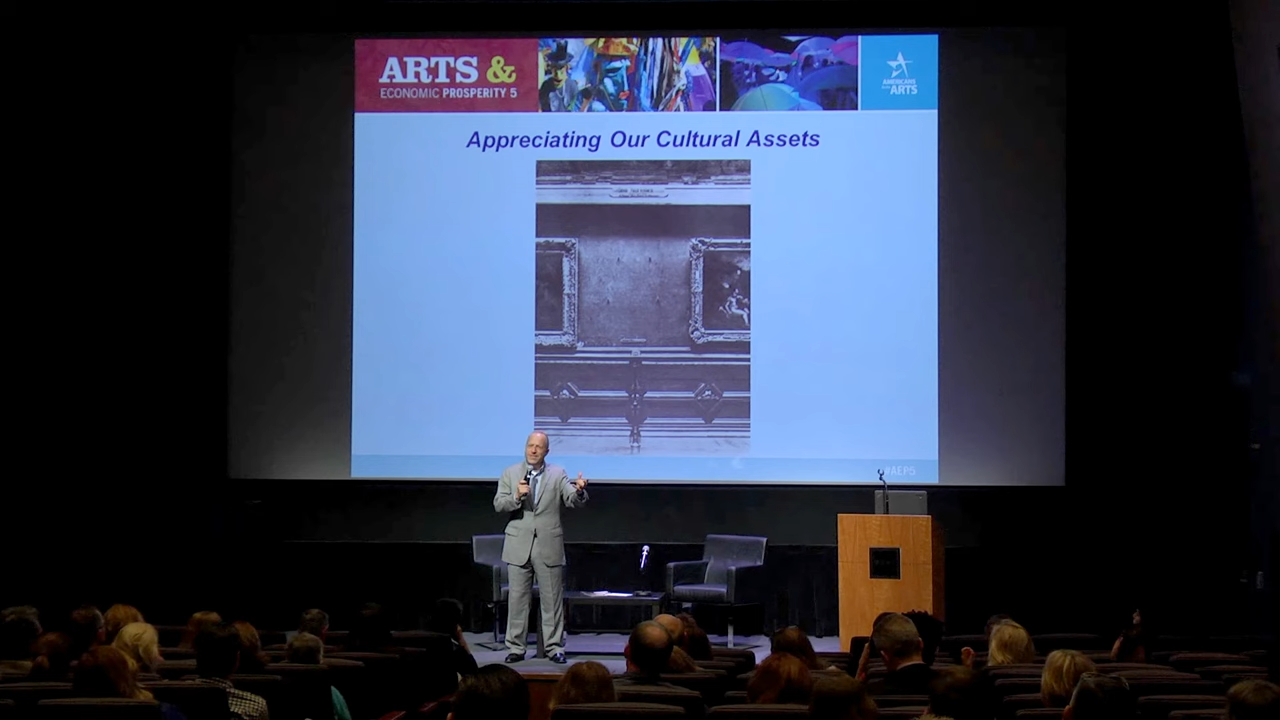 ARTS &
ECONOMIC PROSPERITY 5
AMERICANS
for the
ARTS
Appreciating Our Cultural Assets
#AEP5